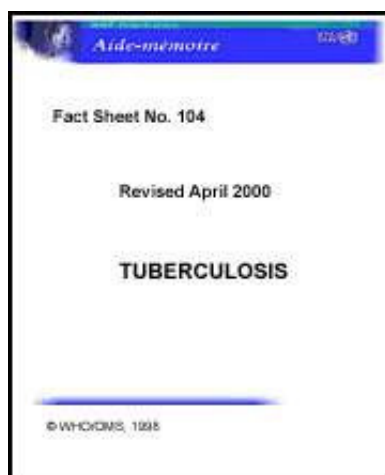 Aide-mémoire
Fact Sheet No. 104
Revised April 2000
TUBERCULOSIS
© WHO/OMS, 1998